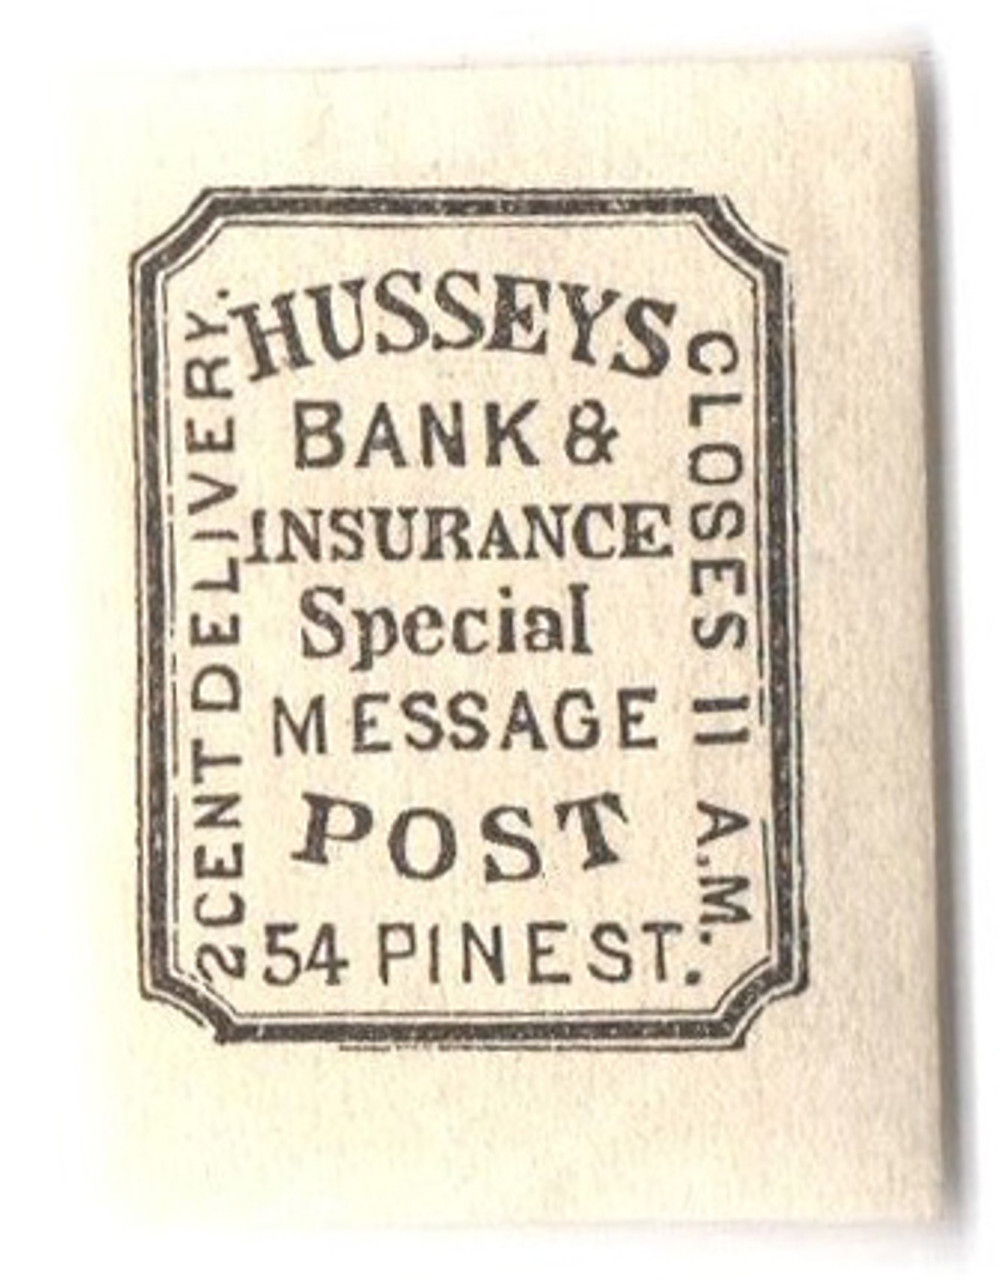 HUSSEYS
BANK &
INSURANCE
Special
MESSAGE
POST
54 PINE ST.
2 CENT DELIVERY.
CLOSES 11 A.M.